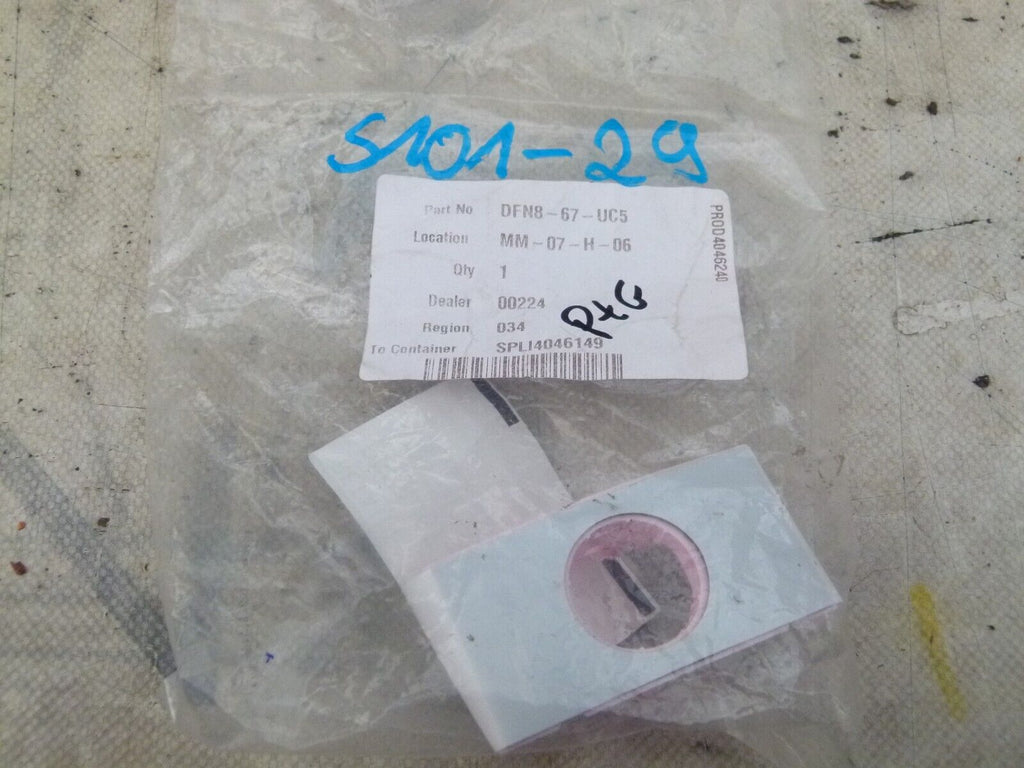 S101-29
Part No DFN8-67-UC5
Location MM-07-H-06
Qty 1
Dealer 00224
Region 034
To Container SPLI4046149
PROD4046240
P+G